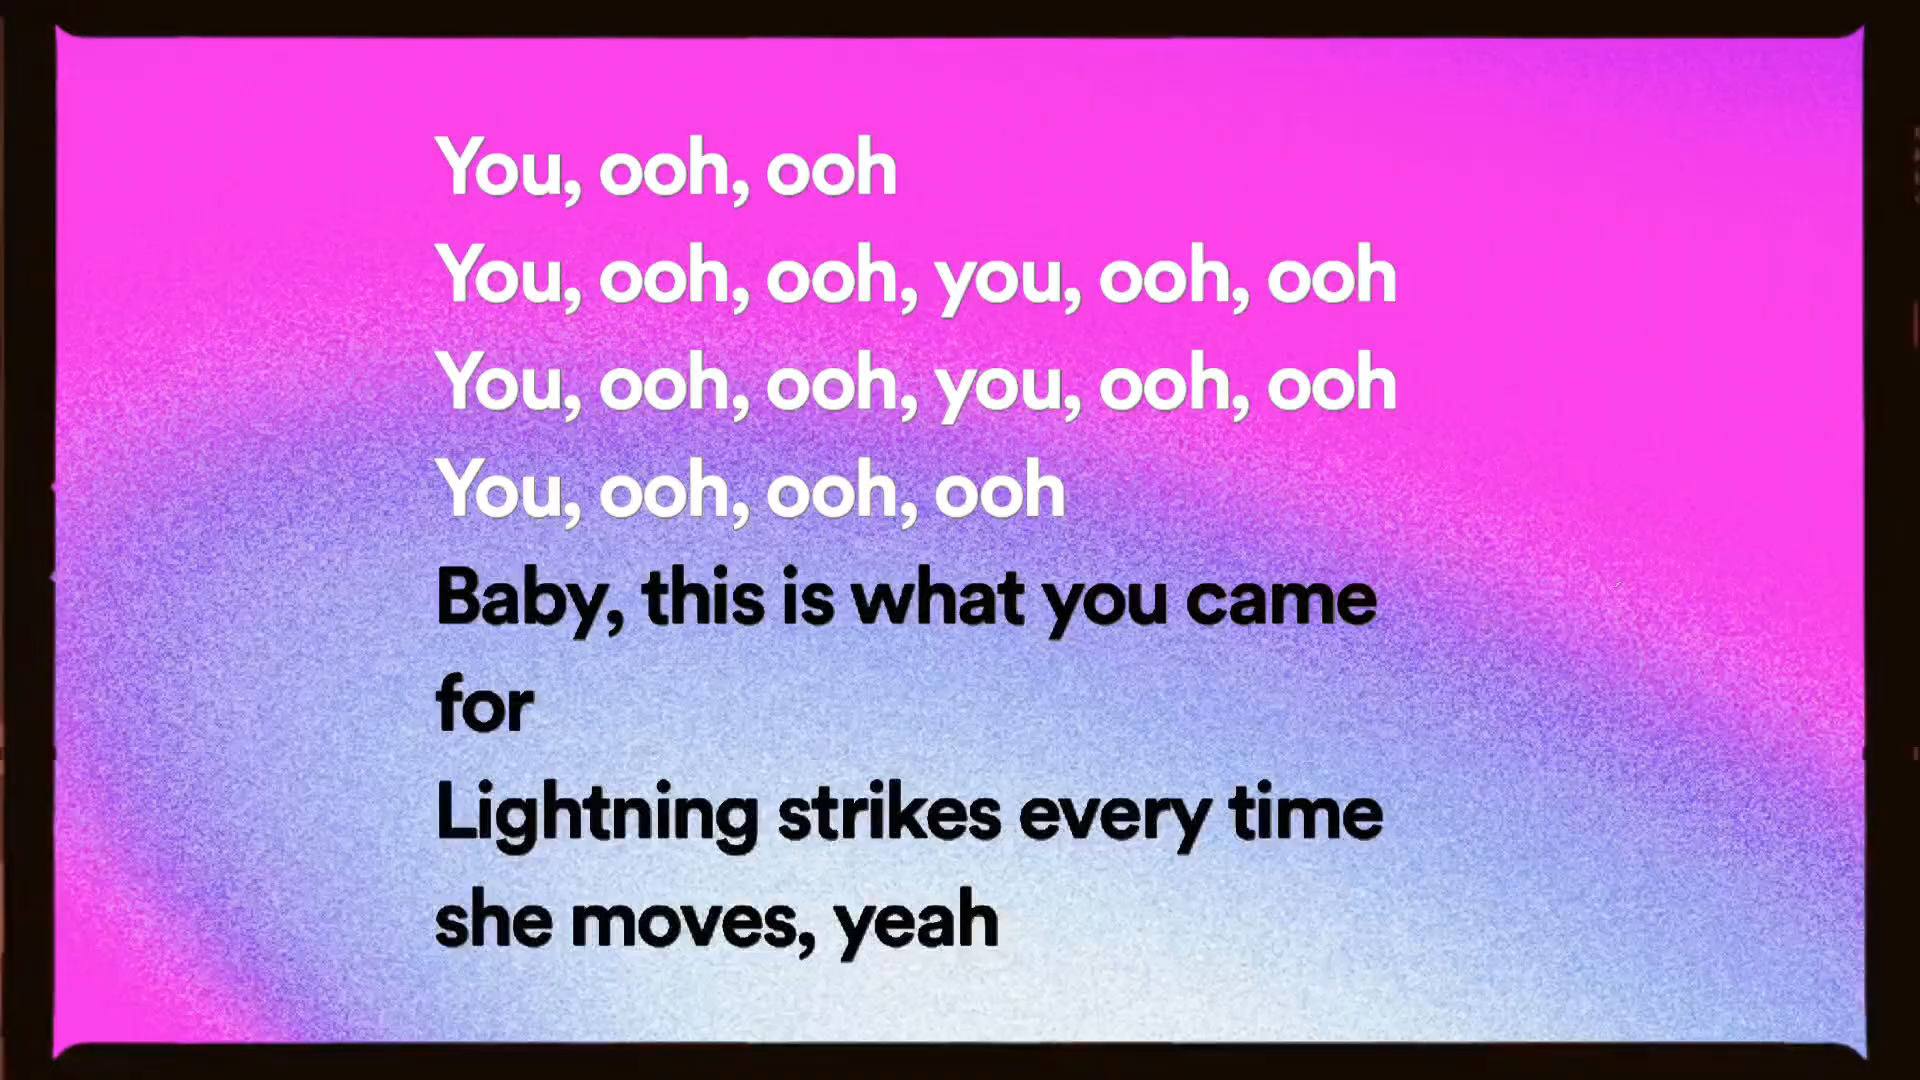 You, ooh, ooh
You, ooh, ooh, you, ooh, ooh
You, ooh, ooh, you, ooh, ooh
You, ooh, ooh, ooh
Baby, this is what you came
for
Lightning strikes every time
she moves, yeah